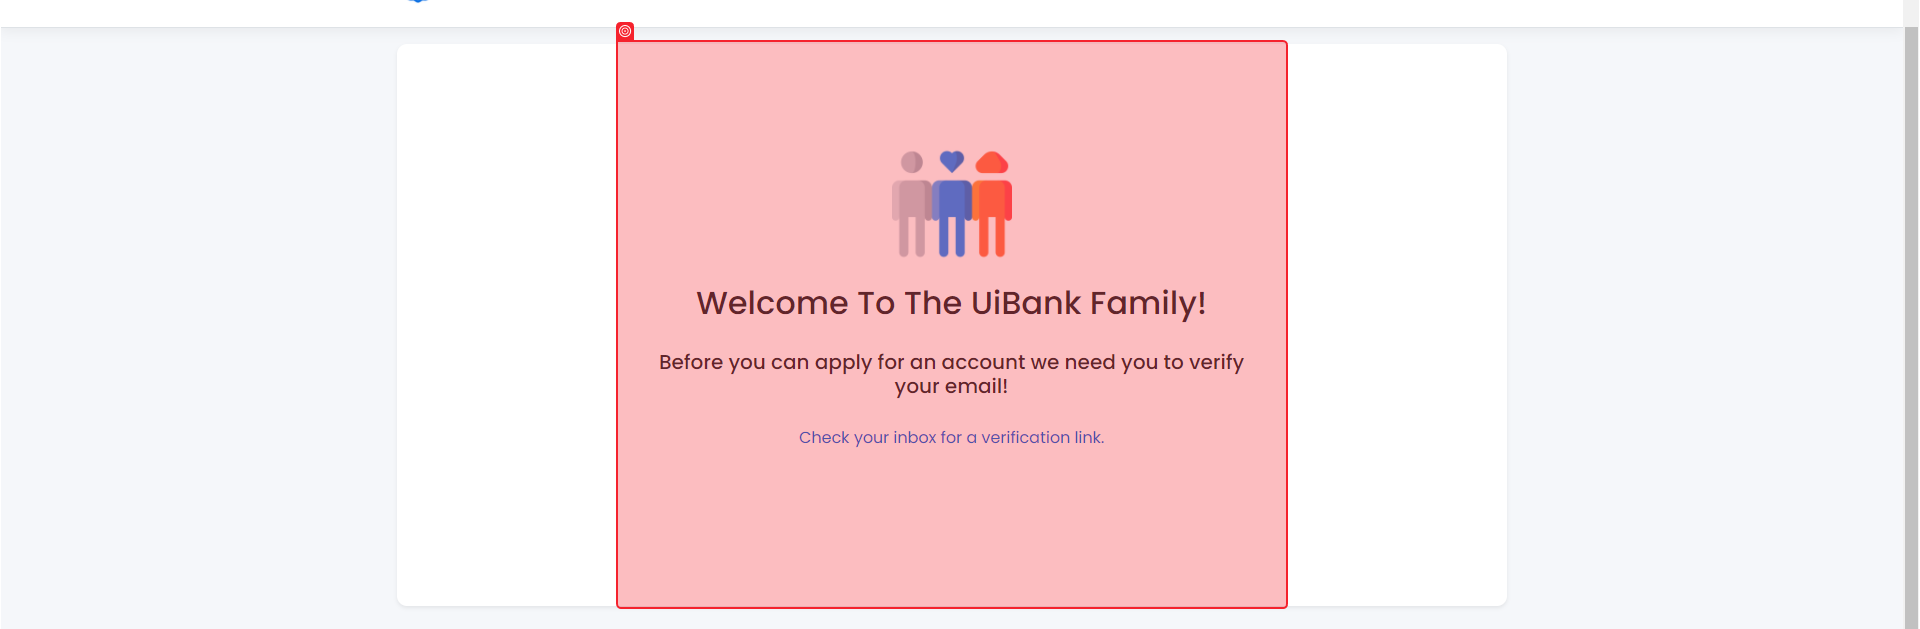 Welcome To The UiBank Family!
Before you can apply for an account we need you to verify
your email!
Check your inbox for a verification link.